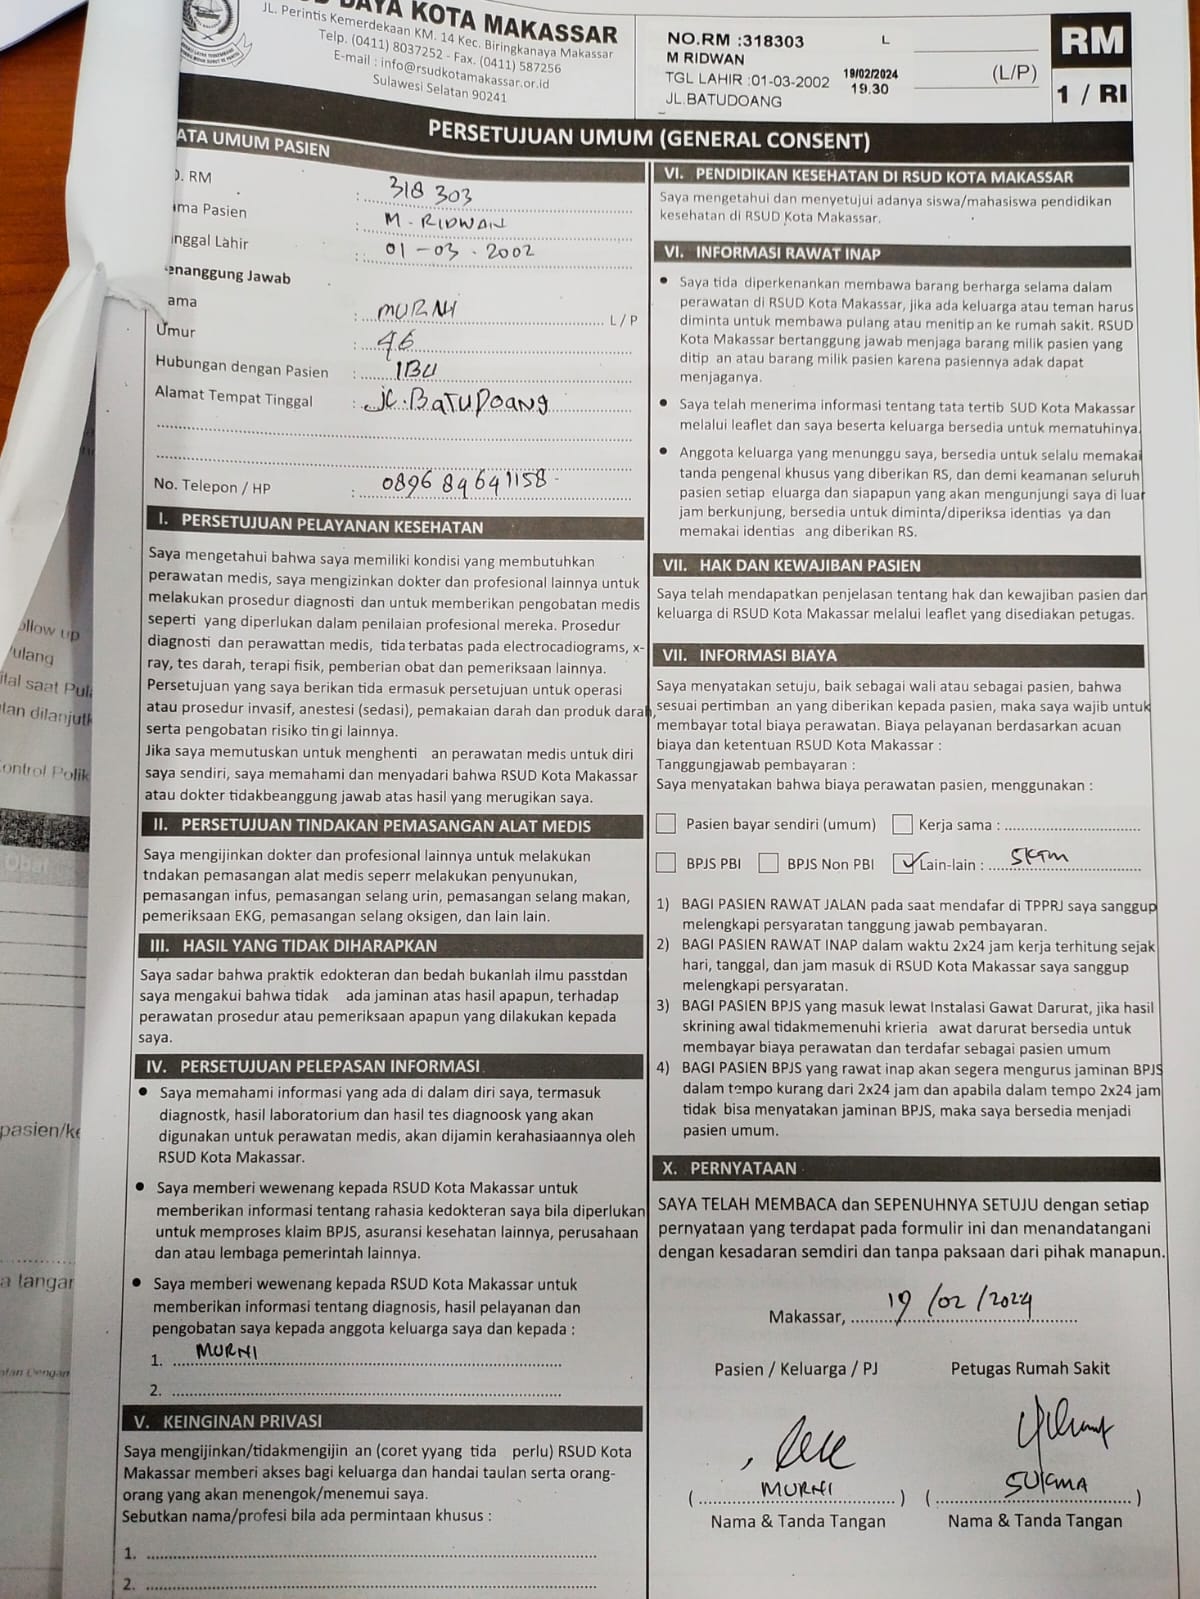 DAYA KOTA MAKASSAR
JL. Perintis Kemerdekaan KM. 14 Kec. Biringkanaya Makassar
Telp. (0411) 8037252 - Fax. (0411) 587256
E-mail : info@rsudkotamakassar.or.id
Sulawesi Selatan 90241
NO.RM :318303 L
M RIDWAN
TGL LAHIR :01-03-2002
JL.BATUDOANG
19/02/2024
19.30
(L/P)
RM
1 / RI
PERSETUJUAN UMUM (GENERAL CONSENT)
ATA UMUM PASIEN
. RM : 318 303
ma Pasien : M. RIDWAN
nggal Lahir : 01-03-2002
enanggung Jawab
ama : MURNI L / P
Umur : 46
Hubungan dengan Pasien : IBU
Alamat Tempat Tinggal : JL. BATUDOANG
No. Telepon / HP : 089689641158
I. PERSETUJUAN PELAYANAN KESEHATAN
Saya mengetahui bahwa saya memiliki kondisi yang membutuhkan
perawatan medis, saya mengizinkan dokter dan profesional lainnya untuk
melakukan prosedur diagnosti dan untuk memberikan pengobatan medis
seperti yang diperlukan dalam penilaian profesional mereka. Prosedur
diagnosti dan perawattan medis, tida terbatas pada electrocadiograms, x-
ray, tes darah, terapi fisik, pemberian obat dan pemeriksaan lainnya.
Persetujuan yang saya berikan tida ermasuk persetujuan untuk operasi
atau prosedur invasif, anestesi (sedasi), pemakaian darah dan produk darah,
serta pengobatan risiko tin gi lainnya.
Jika saya memutuskan untuk menghenti an perawatan medis untuk diri
saya sendiri, saya memahami dan menyadari bahwa RSUD Kota Makassar
atau dokter tidakbeanggung jawab atas hasil yang merugikan saya.
II. PERSETUJUAN TINDAKAN PEMASANGAN ALAT MEDIS
Saya mengijinkan dokter dan profesional lainnya untuk melakukan
tndakan pemasangan alat medis seperr melakukan penyunukan,
pemasangan infus, pemasangan selang urin, pemasangan selang makan,
pemeriksaan EKG, pemasangan selang oksigen, dan lain lain.
III. HASIL YANG TIDAK DIHARAPKAN
Saya sadar bahwa praktik edokteran dan bedah bukanlah ilmu passtdan
saya mengakui bahwa tidak ada jaminan atas hasil apapun, terhadap
perawatan prosedur atau pemeriksaan apapun yang dilakukan kepada
saya.
IV. PERSETUJUAN PELEPASAN INFORMASI
• Saya memahami informasi yang ada di dalam diri saya, termasuk
diagnostk, hasil laboratorium dan hasil tes diagnoosk yang akan
digunakan untuk perawatan medis, akan dijamin kerahasiaannya oleh
RSUD Kota Makassar.
• Saya memberi wewenang kepada RSUD Kota Makassar untuk
memberikan informasi tentang rahasia kedokteran saya bila diperlukan
untuk memproses klaim BPJS, asuransi kesehatan lainnya, perusahaan
dan atau lembaga pemerintah lainnya.
• Saya memberi wewenang kepada RSUD Kota Makassar untuk
memberikan informasi tentang diagnosis, hasil pelayanan dan
pengobatan saya kepada anggota keluarga saya dan kepada :
1. MURNI
2.
V. KEINGINAN PRIVASI
Saya mengijinkan/tidakmengijin an (coret yyang tida perlu) RSUD Kota
Makassar memberi akses bagi keluarga dan handai taulan serta orang-
orang yang akan menengok/menemui saya.
Sebutkan nama/profesi bila ada permintaan khusus :
1.
2.
VI. PENDIDIKAN KESEHATAN DI RSUD KOTA MAKASSAR
Saya mengetahui dan menyetujui adanya siswa/mahasiswa pendidikan
kesehatan di RSUD Kota Makassar.
VI. INFORMASI RAWAT INAP
• Saya tida diperkenankan membawa barang berharga selama dalam
perawatan di RSUD Kota Makassar, jika ada keluarga atau teman harus
diminta untuk membawa pulang atau menitip an ke rumah sakit. RSUD
Kota Makassar bertanggung jawab menjaga barang milik pasien yang
ditip an atau barang milik pasien karena pasiennya adak dapat
menjaganya.
• Saya telah menerima informasi tentang tata tertib SUD Kota Makassar
melalui leaflet dan saya beserta keluarga bersedia untuk mematuhinya.
• Anggota keluarga yang menunggu saya, bersedia untuk selalu memakai
tanda pengenal khusus yang diberikan RS, dan demi keamanan seluruh
pasien setiap eluarga dan siapapun yang akan mengunjungi saya di luar
jam berkunjung, bersedia untuk diminta/diperiksa identias ya dan
memakai identias ang diberikan RS.
VII. HAK DAN KEWAJIBAN PASIEN
Saya telah mendapatkan penjelasan tentang hak dan kewajiban pasien dan
keluarga di RSUD Kota Makassar melalui leaflet yang disediakan petugas.
VII. INFORMASI BIAYA
Saya menyatakan setuju, baik sebagai wali atau sebagai pasien, bahwa
sesuai pertimban an yang diberikan kepada pasien, maka saya wajib untuk
membayar total biaya perawatan. Biaya pelayanan berdasarkan acuan
biaya dan ketentuan RSUD Kota Makassar :
Tanggungjawab pembayaran :
Saya menyatakan bahwa biaya perawatan pasien, menggunakan :
Pasien bayar sendiri (umum) Kerja sama :
BPJS PBI BPJS Non PBI ✓ Lain-lain : SKTM
1) BAGI PASIEN RAWAT JALAN pada saat mendafar di TPPRJ saya sanggup
melengkapi persyaratan tanggung jawab pembayaran.
2) BAGI PASIEN RAWAT INAP dalam waktu 2x24 jam kerja terhitung sejak
hari, tanggal, dan jam masuk di RSUD Kota Makassar saya sanggup
melengkapi persyaratan.
3) BAGI PASIEN BPJS yang masuk lewat Instalasi Gawat Darurat, jika hasil
skrining awal tidakmemenuhi krieria awat darurat bersedia untuk
membayar biaya perawatan dan terdafar sebagai pasien umum
4) BAGI PASIEN BPJS yang rawat inap akan segera mengurus jaminan BPJS
dalam tempo kurang dari 2x24 jam dan apabila dalam tempo 2x24 jam
tidak bisa menyatakan jaminan BPJS, maka saya bersedia menjadi
pasien umum.
X. PERNYATAAN
SAYA TELAH MEMBACA dan SEPENUHNYA SETUJU dengan setiap
pernyataan yang terdapat pada formulir ini dan menandatangani
dengan kesadaran semdiri dan tanpa paksaan dari pihak manapun.
Makassar, 19/02/2024
Pasien / Keluarga / PJ Petugas Rumah Sakit
( MURNI ) ( SUKMA )
Nama & Tanda Tangan Nama & Tanda Tangan
ollow up
ulang
ital saat Pul
tan dilanjutk
ontrol Polik
Obat
pasien/ke
a tangan